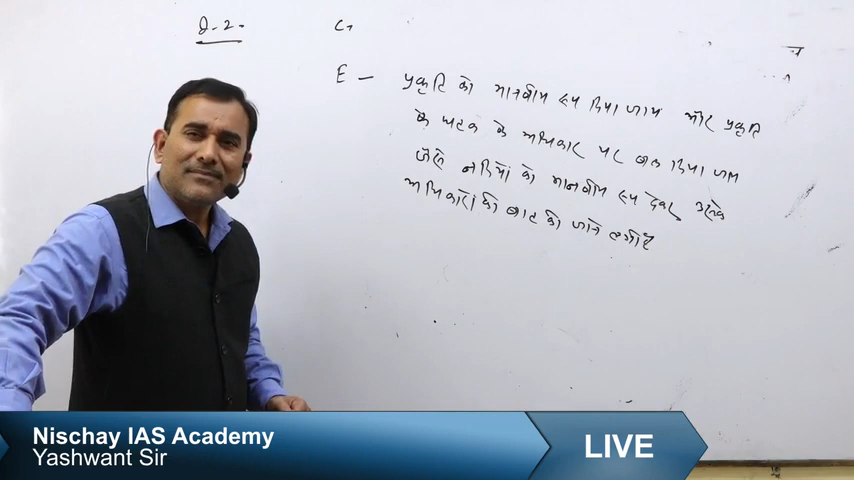 Q.2.
E - प्रकृति को मानवीय रूप दिया जाय और प्रकृति
के घटक के अधिकार पर बल दिया जाय
जैसे नदियों को मानवीय रूप देकर उनके
अधिकारों की बात की जाने लगी है
Nischay IAS Academy
Yashwant Sir
LIVE